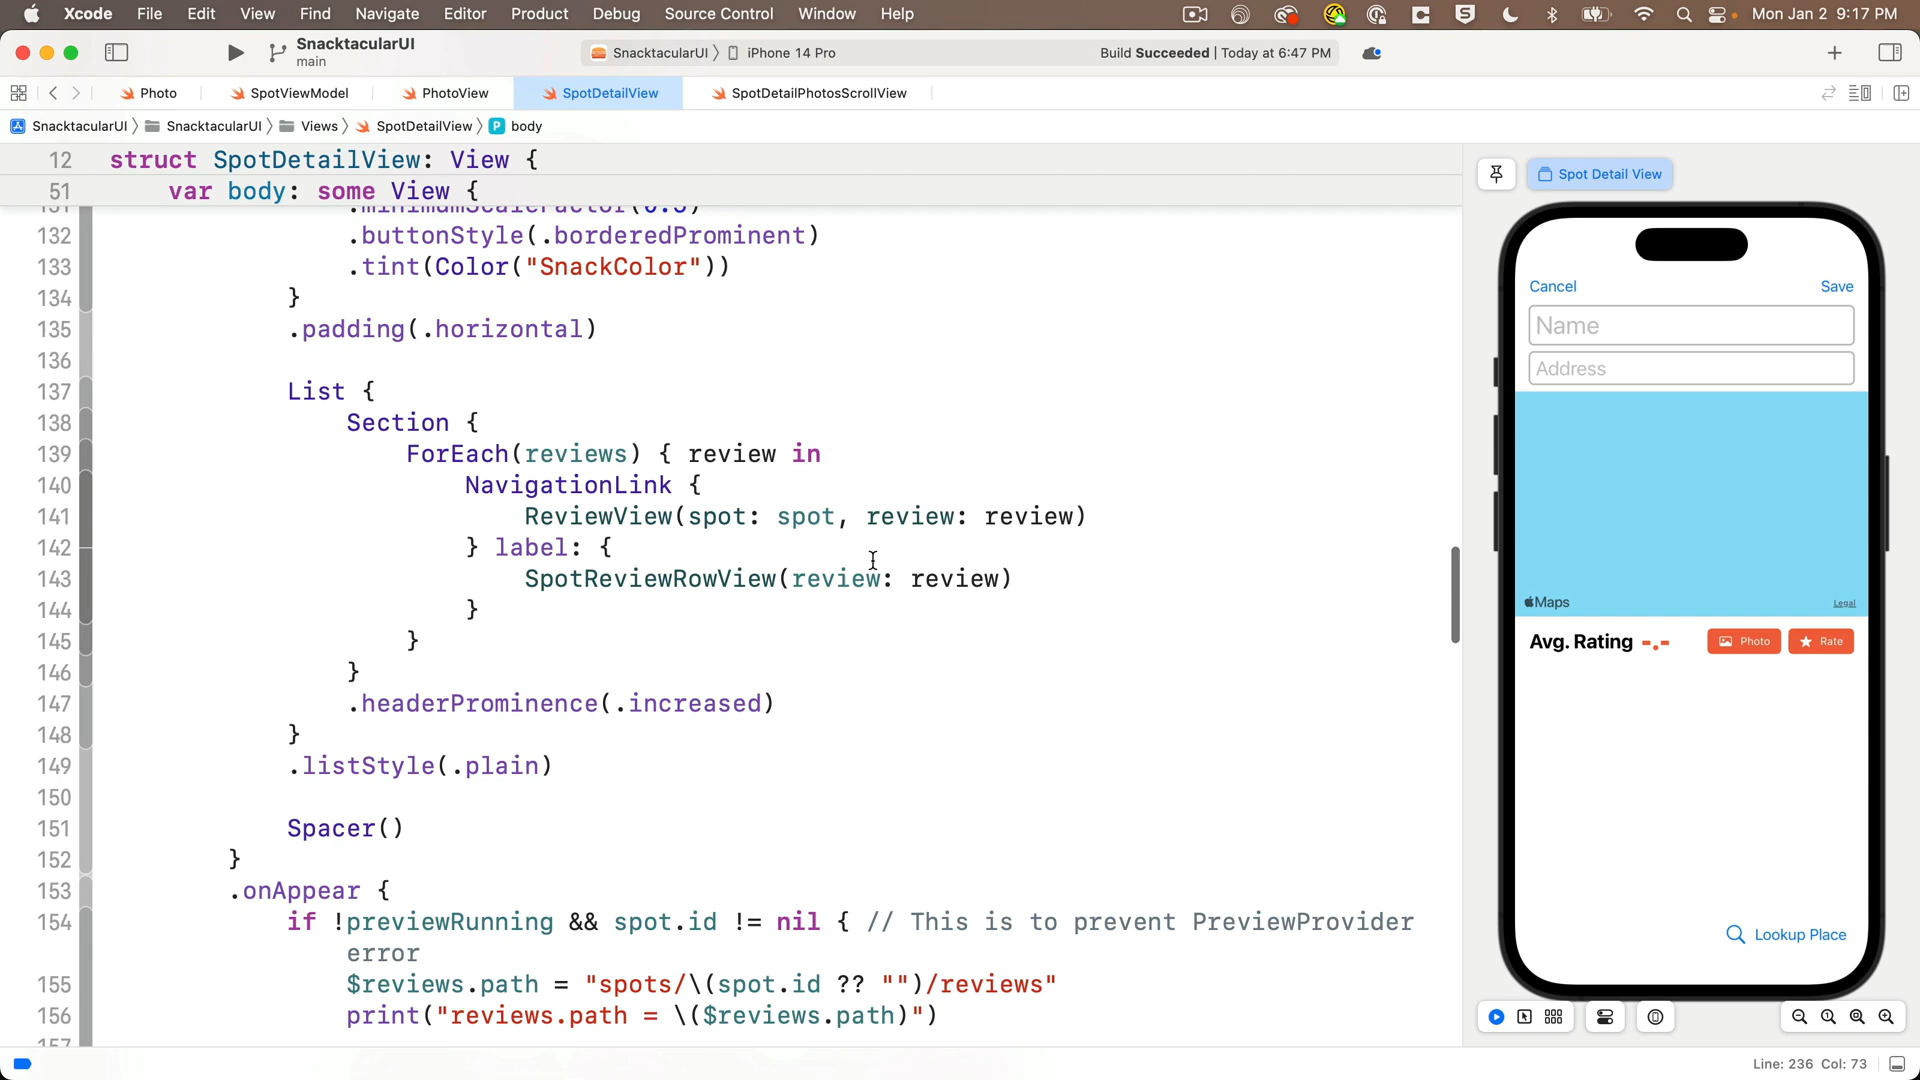 Xcode File Edit View Find Navigate Editor Product Debug Source Control Window Help Mon Jan 2 9:17 PM
SnacktacularUI
main
SnacktacularUI iPhone 14 Pro Build Succeeded | Today at 6:47 PM
Photo SpotViewModel PhotoView SpotDetailView SpotDetailPhotosScrollView
SnacktacularUI SnacktacularUI Views SpotDetailView P body
12 struct SpotDetailView: View {
51 var body: some View {
131 .minimumScaleFactor(0.5)
132 .buttonStyle(.borderedProminent)
133 .tint(Color("SnackColor"))
134 }
135 .padding(.horizontal)
136
137 List {
138 Section {
139 ForEach(reviews) { review in
140 NavigationLink {
141 ReviewView(spot: spot, review: review)
142 } label: {
143 SpotReviewRowView(review: review)
144 }
145 }
146 }
147 .headerProminence(.increased)
148 }
149 .listStyle(.plain)
150
151 Spacer()
152 }
153 .onAppear {
154 if !previewRunning && spot.id != nil { // This is to prevent PreviewProvider
error
155 $reviews.path = "spots/\(spot.id ?? "")/reviews"
156 print("reviews.path = \($reviews.path)")
157
Spot Detail View
Cancel Save
Name
Address
Maps Legal
Avg. Rating -.- Photo Rate
Lookup Place
Line: 236 Col: 73